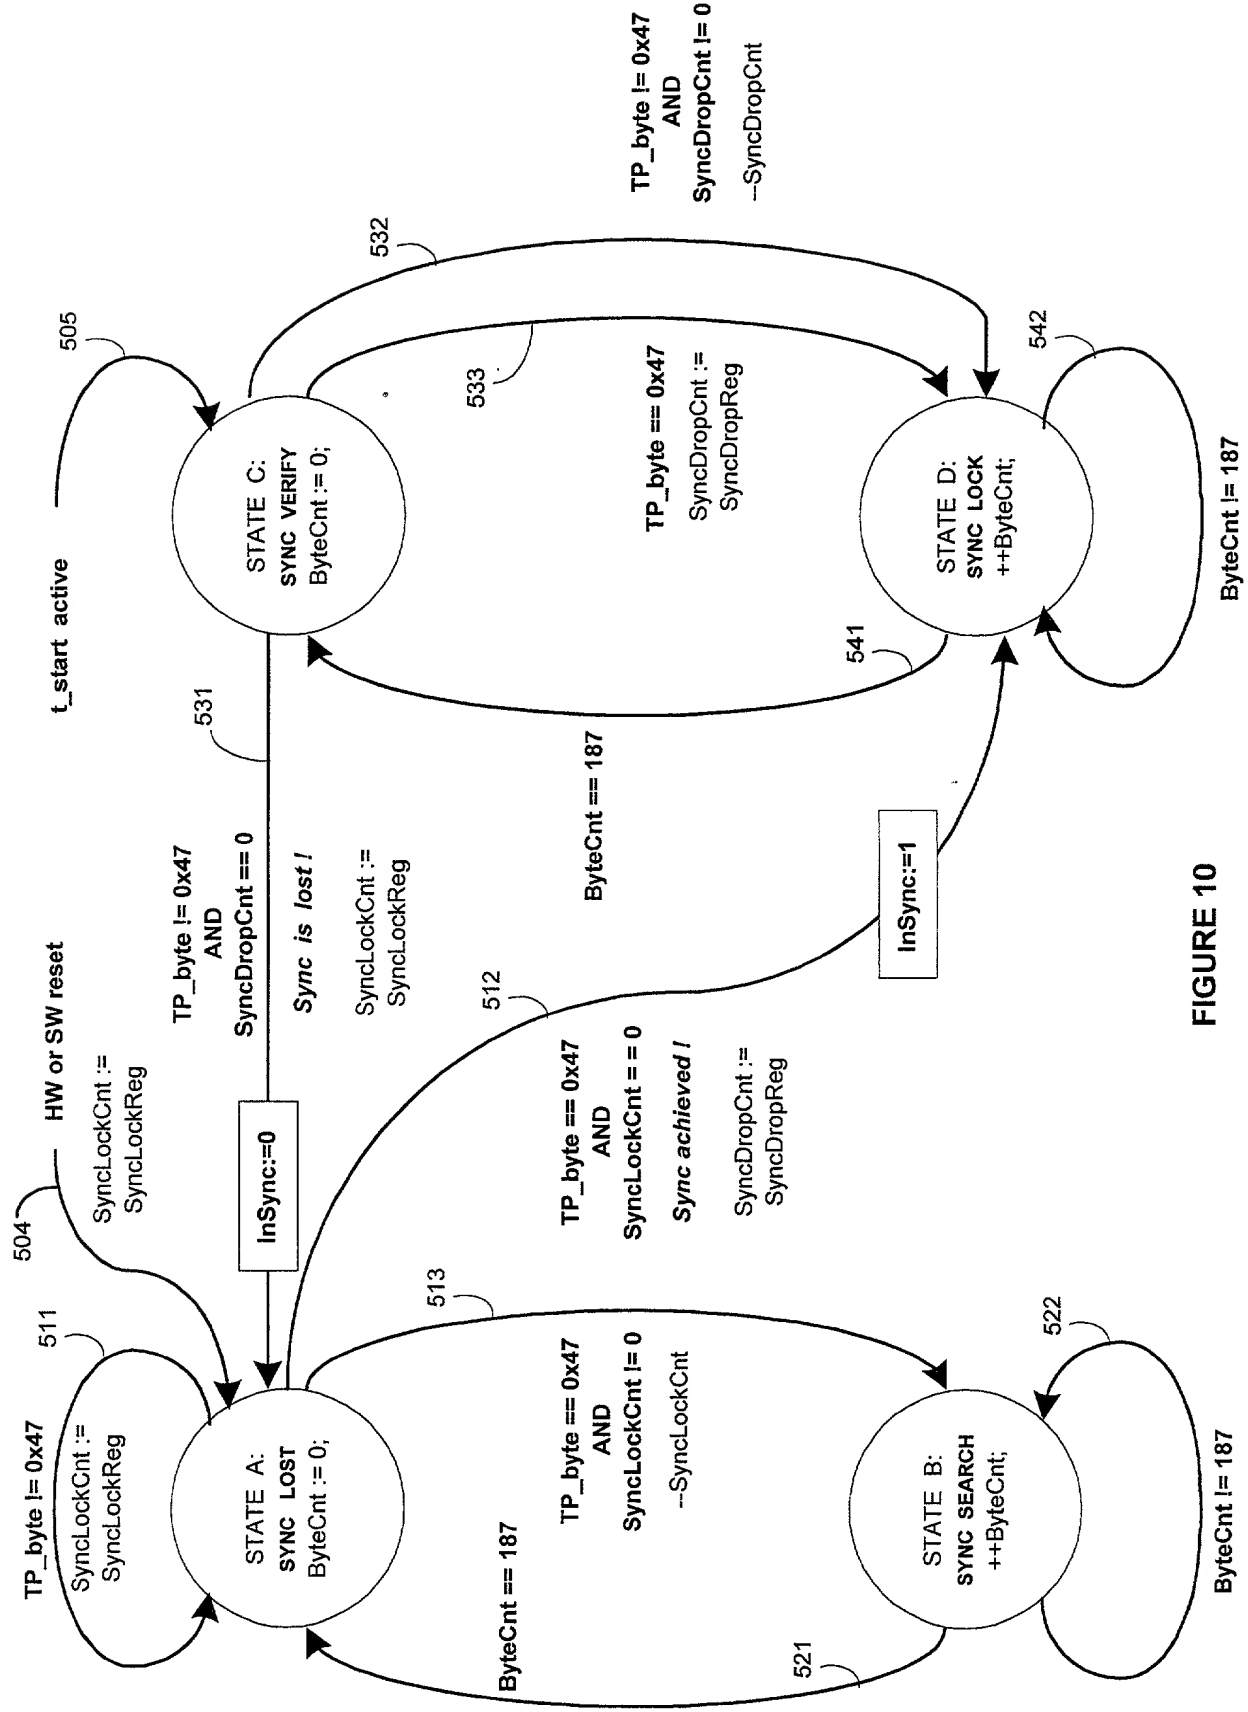 TP_byte != 0x47
SyncLockCnt :=
SyncLockReg
511
504
HW or SW reset
SyncLockCnt :=
SyncLockReg
t_start active
505
STATE A:
SYNC LOST
ByteCnt := 0;
InSync:=0
TP_byte != 0x47
AND
SyncDropCnt == 0
Sync is lost !
SyncLockCnt :=
SyncLockReg
531
STATE C:
SYNC VERIFY
ByteCnt := 0;
532
TP_byte != 0x47
AND
SyncDropCnt != 0
--SyncDropCnt
533
TP_byte == 0x47
SyncDropCnt :=
SyncDropReg
ByteCnt == 187
513
TP_byte == 0x47
AND
SyncLockCnt != 0
--SyncLockCnt
512
TP_byte == 0x47
AND
SyncLockCnt = = 0
Sync achieved !
SyncDropCnt :=
SyncDropReg
ByteCnt == 187
541
521
STATE B:
SYNC SEARCH
++ByteCnt;
522
InSync:=1
STATE D:
SYNC LOCK
++ByteCnt;
542
ByteCnt != 187
ByteCnt != 187
FIGURE 10